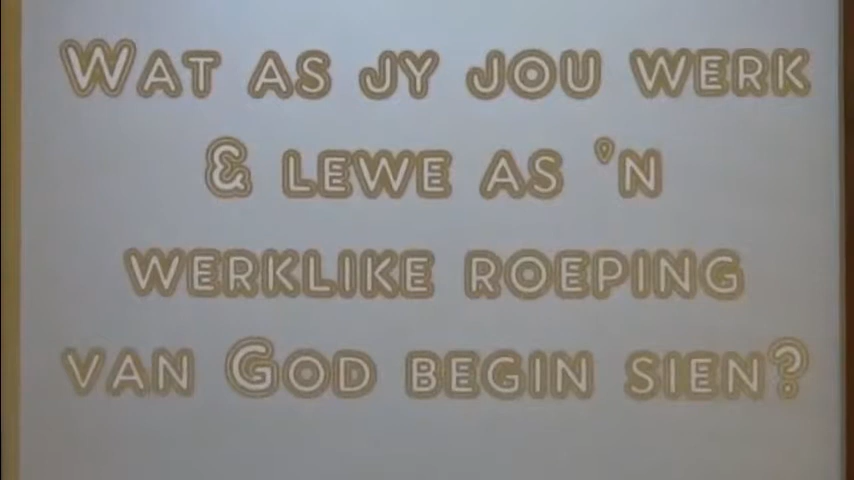 Wat as jy jou werk
& lewe as 'n
werklike roeping
van God begin sien?